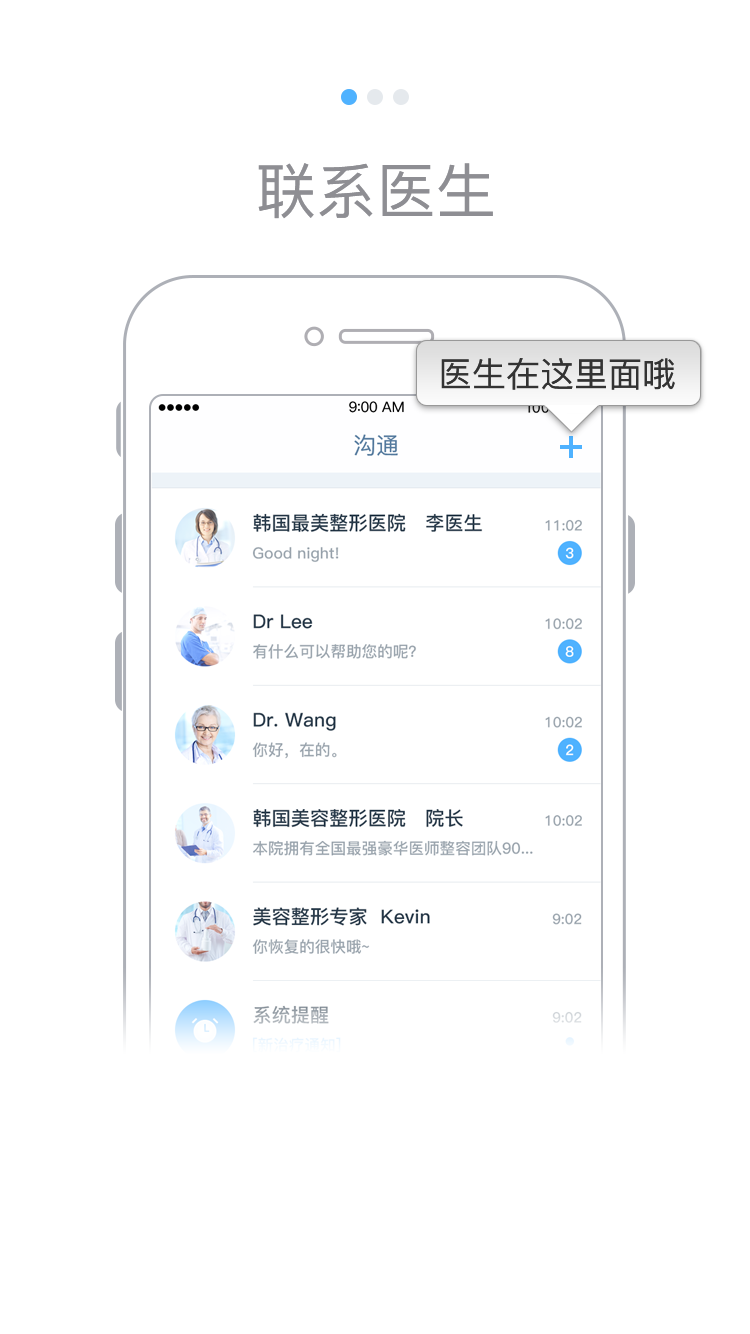 联系医生
医生在这里面哦
9:00 AM
沟通
韩国最美整形医院 李医生
11:02
Good night!
3
Dr Lee
10:02
有什么可以帮助您的呢?
8
Dr. Wang
10:02
你好，在的。
2
韩国美容整形医院 院长
10:02
本院拥有全国最强豪华医师整容团队90...
美容整形专家 Kevin
9:02
你恢复的很快哦~
系统提醒
9:02
[新治疗通知]